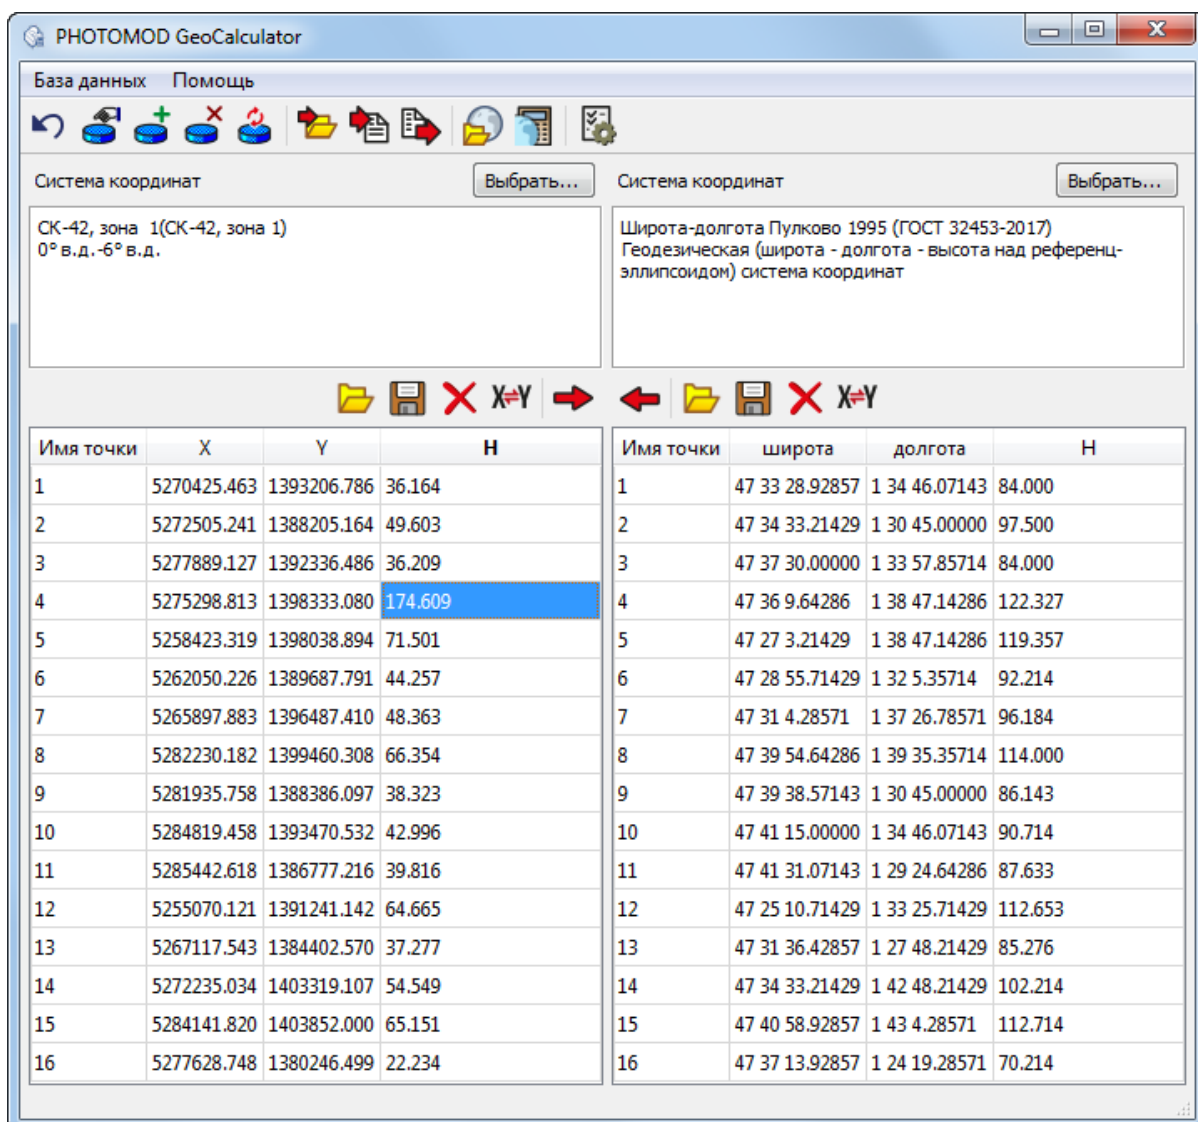 PHOTOMOD GeoCalculator
База данных Помощь
Система координат Выбрать... Система координат Выбрать...
СК-42, зона 1(СК-42, зона 1)
0° в.д.-6° в.д.
Широта-долгота Пулково 1995 (ГОСТ 32453-2017)
Геодезическая (широта - долгота - высота над референц-
эллипсоидом) система координат
X⇌Y X⇌Y
Имя точки X Y H Имя точки широта долгота H
1 5270425.463 1393206.786 36.164 1 47 33 28.92857 1 34 46.07143 84.000
2 5272505.241 1388205.164 49.603 2 47 34 33.21429 1 30 45.00000 97.500
3 5277889.127 1392336.486 36.209 3 47 37 30.00000 1 33 57.85714 84.000
4 5275298.813 1398333.080 174.609 4 47 36 9.64286 1 38 47.14286 122.327
5 5258423.319 1398038.894 71.501 5 47 27 3.21429 1 38 47.14286 119.357
6 5262050.226 1389687.791 44.257 6 47 28 55.71429 1 32 5.35714 92.214
7 5265897.883 1396487.410 48.363 7 47 31 4.28571 1 37 26.78571 96.184
8 5282230.182 1399460.308 66.354 8 47 39 54.64286 1 39 35.35714 114.000
9 5281935.758 1388386.097 38.323 9 47 39 38.57143 1 30 45.00000 86.143
10 5284819.458 1393470.532 42.996 10 47 41 15.00000 1 34 46.07143 90.714
11 5285442.618 1386777.216 39.816 11 47 41 31.07143 1 29 24.64286 87.633
12 5255070.121 1391241.142 64.665 12 47 25 10.71429 1 33 25.71429 112.653
13 5267117.543 1384402.570 37.277 13 47 31 36.42857 1 27 48.21429 85.276
14 5272235.034 1403319.107 54.549 14 47 34 33.21429 1 42 48.21429 102.214
15 5284141.820 1403852.000 65.151 15 47 40 58.92857 1 43 4.28571 112.714
16 5277628.748 1380246.499 22.234 16 47 37 13.92857 1 24 19.28571 70.214